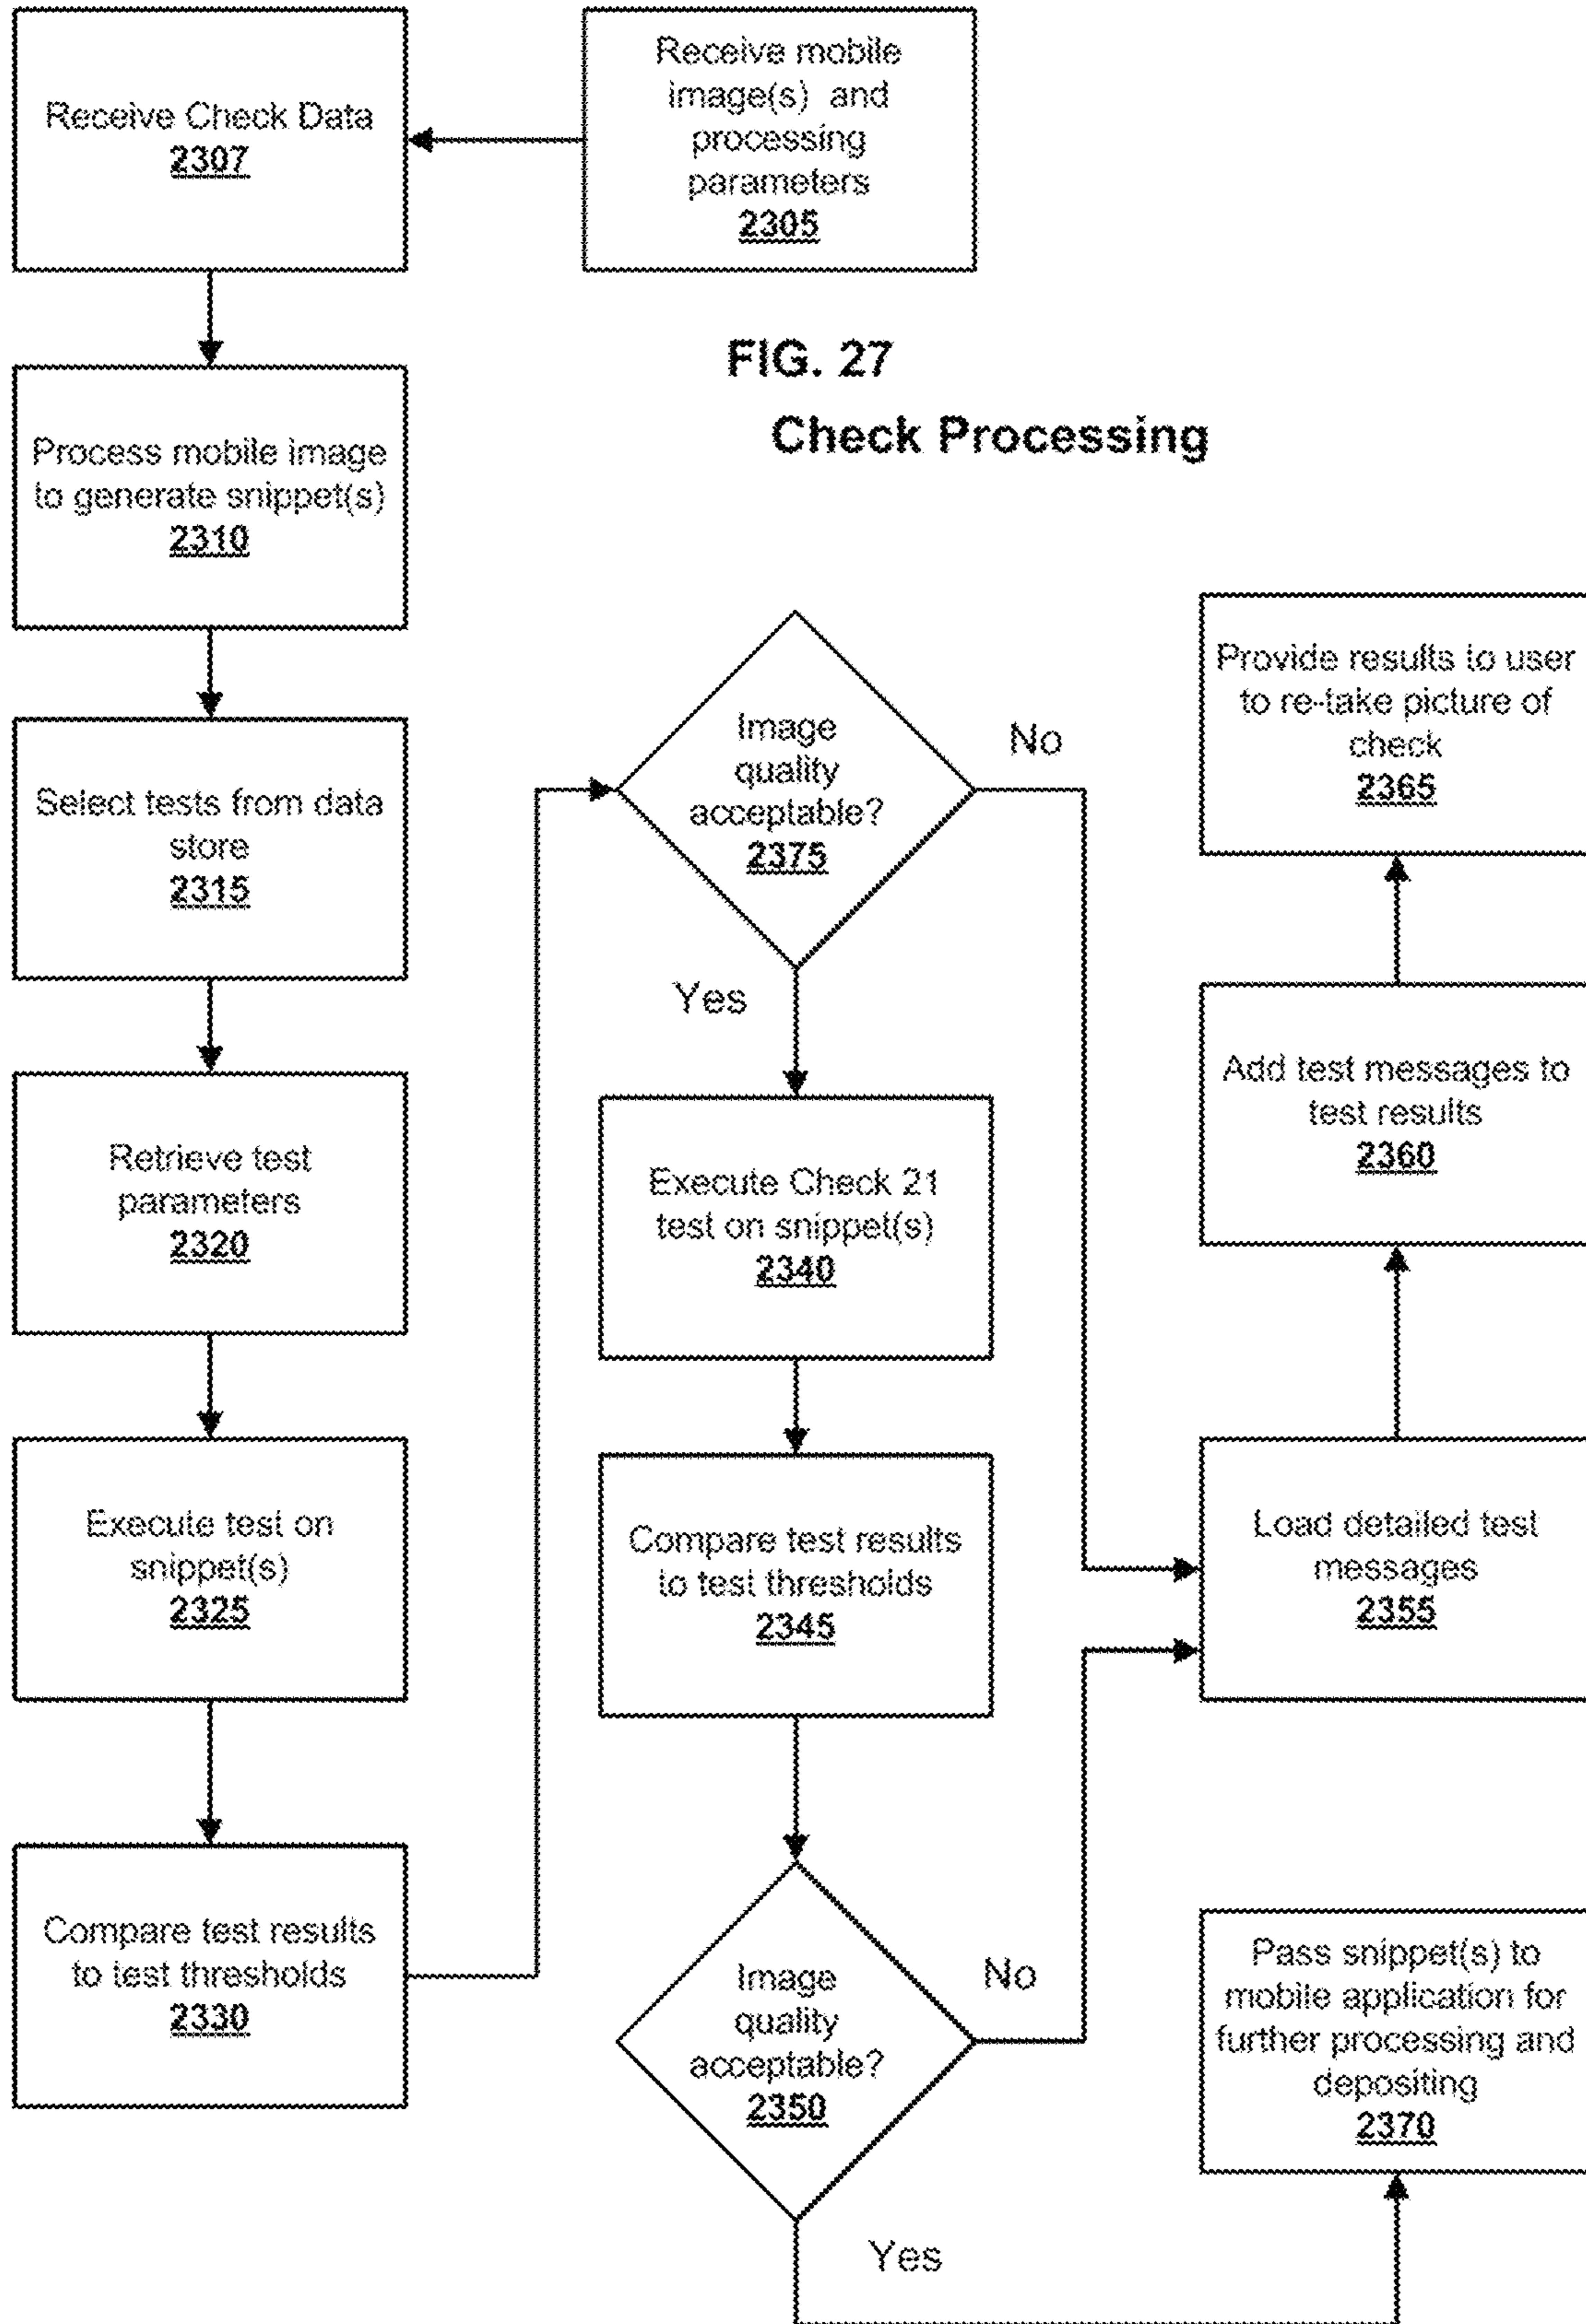 Receive Check Data
2307
Receive mobile
image(s) and
processing
parameters
2305
FIG. 27
Check Processing
Process mobile image
to generate snippet(s)
2310
Select tests from data
store
2315
Retrieve test
parameters
2320
Execute test on
snippet(s)
2325
Compare test results
to test thresholds
2330
Image
quality
acceptable?
2375
No
Yes
Execute Check 21
test on snippet(s)
2340
Compare test results
to test thresholds
2345
Image
quality
acceptable?
2350
No
Yes
Provide results to user
to re-take picture of
check
2365
Add test messages to
test results
2360
Load detailed test
messages
2355
Pass snippet(s) to
mobile application for
further processing and
depositing
2370